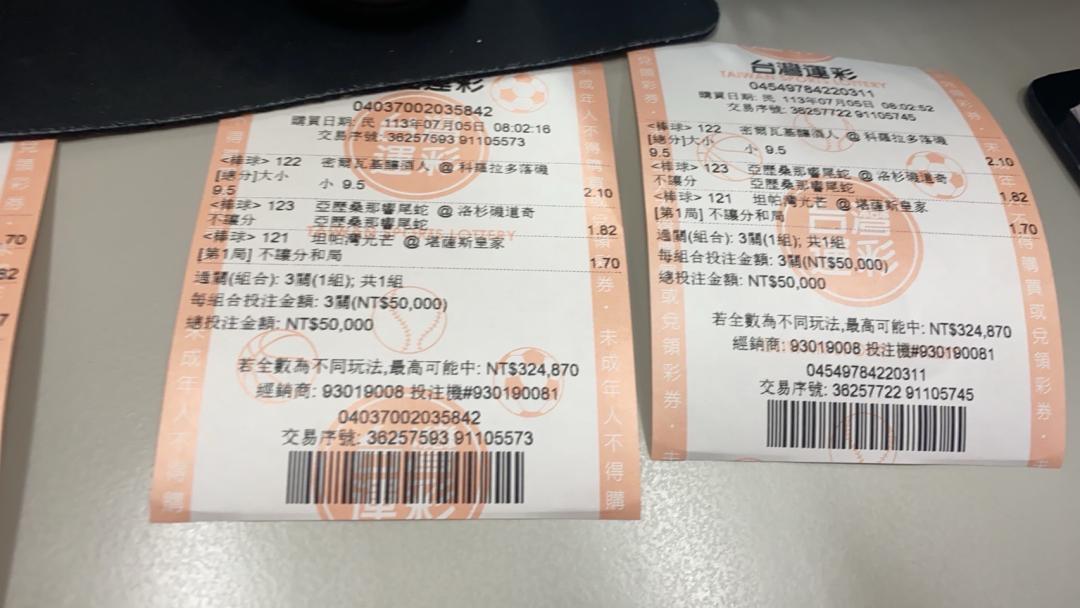 70
82
7
運彩
04037002035842
購買日期: 民 113年07月05日 08:02:16
交易序號: 36257593 91105573
<棒球> 122 密爾瓦基釀酒人 @ 科羅拉多落磯
[總分]大小 小 9.5
9.5 2.10
<棒球> 123 亞歷桑那響尾蛇 @ 洛杉磯道奇
不讓分 亞歷桑那響尾蛇 1.82
<棒球> 121 坦帕灣光芒 @ 堪薩斯皇家
[第1局] 不讓分和局 1.70
過關(組合): 3關(1組); 共1組
每組合投注金額: 3關(NT$50,000)
總投注金額: NT$50,000
若全數為不同玩法,最高可能中: NT$324,870
經銷商: 93019008 投注機#930190081
04037002035842
交易序號: 36257593 91105573
台灣運彩
TAIWAN SPORTS LOTTERY
04549784220311
購買日期: 民 113年07月05日 08:02:52
交易序號: 36257722 91105745
<棒球> 122 密爾瓦基釀酒人 @ 科羅拉多落磯
[總分]大小 小 9.5
9.5 2.10
<棒球> 123 亞歷桑那響尾蛇 @ 洛杉磯道奇
不讓分 亞歷桑那響尾蛇 1.82
<棒球> 121 坦帕灣光芒 @ 堪薩斯皇家
[第1局] 不讓分和局 1.70
過關(組合): 3關(1組); 共1組
每組合投注金額: 3關(NT$50,000)
總投注金額: NT$50,000
若全數為不同玩法,最高可能中: NT$324,870
經銷商: 93019008 投注機#930190081
04549784220311
交易序號: 36257722 91105745